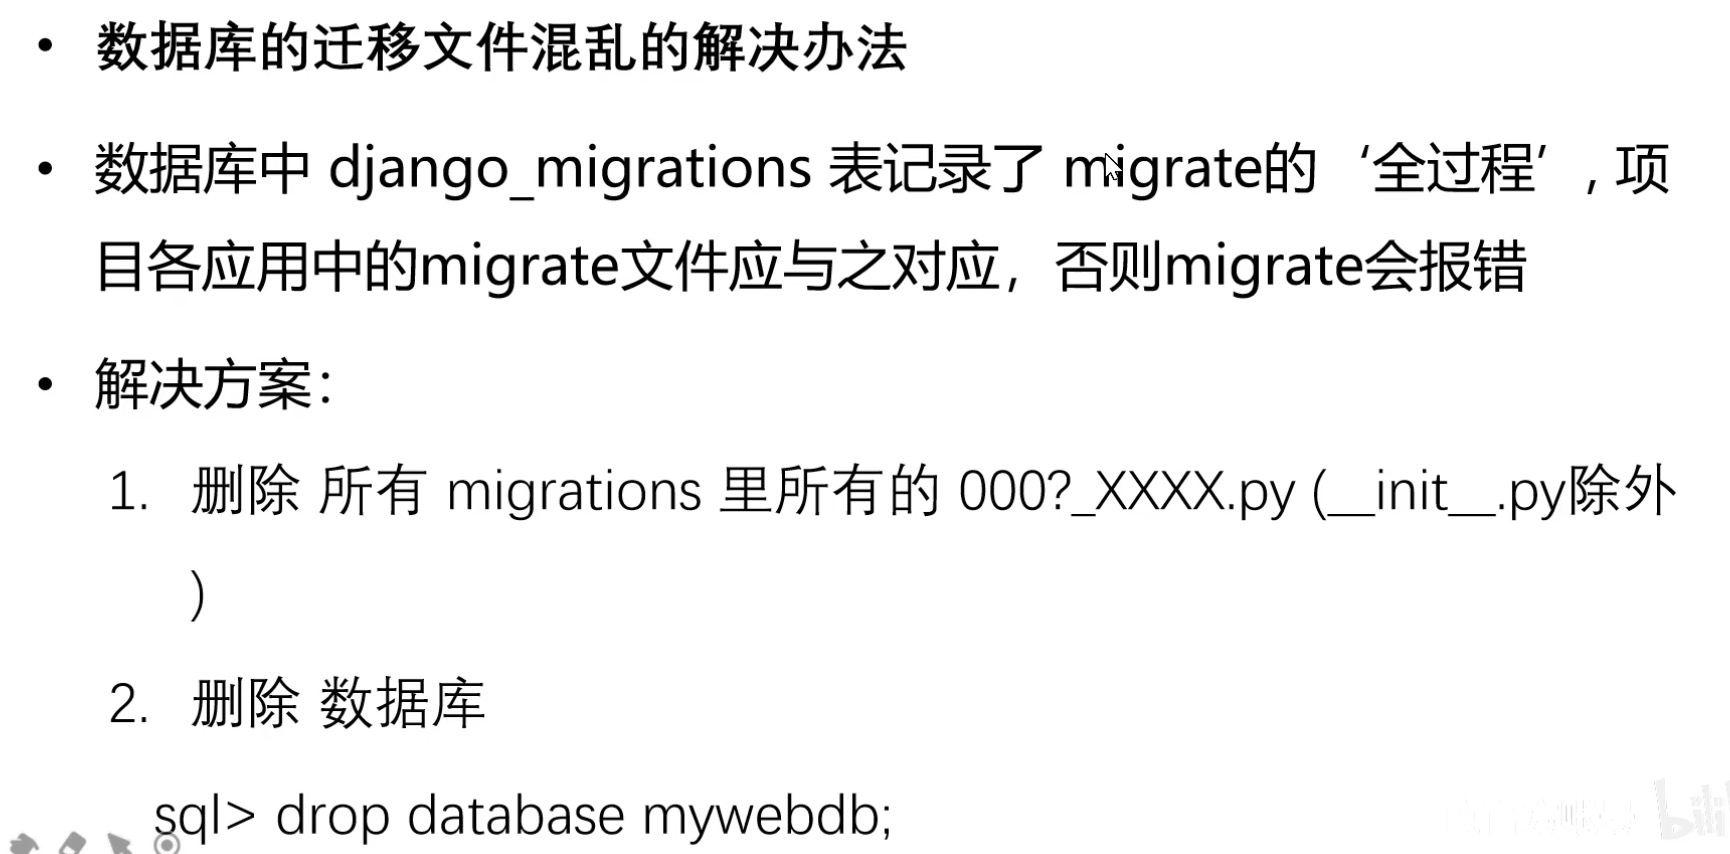 • 数据库的迁移文件混乱的解决办法
• 数据库中 django_migrations 表记录了 migrate的‘全过程’, 项
目各应用中的migrate文件应与之对应，否则migrate会报错
• 解决方案：
1. 删除 所有 migrations 里所有的 000?_XXXX.py (__init__.py除外
)
2. 删除 数据库
sql> drop database mywebdb;